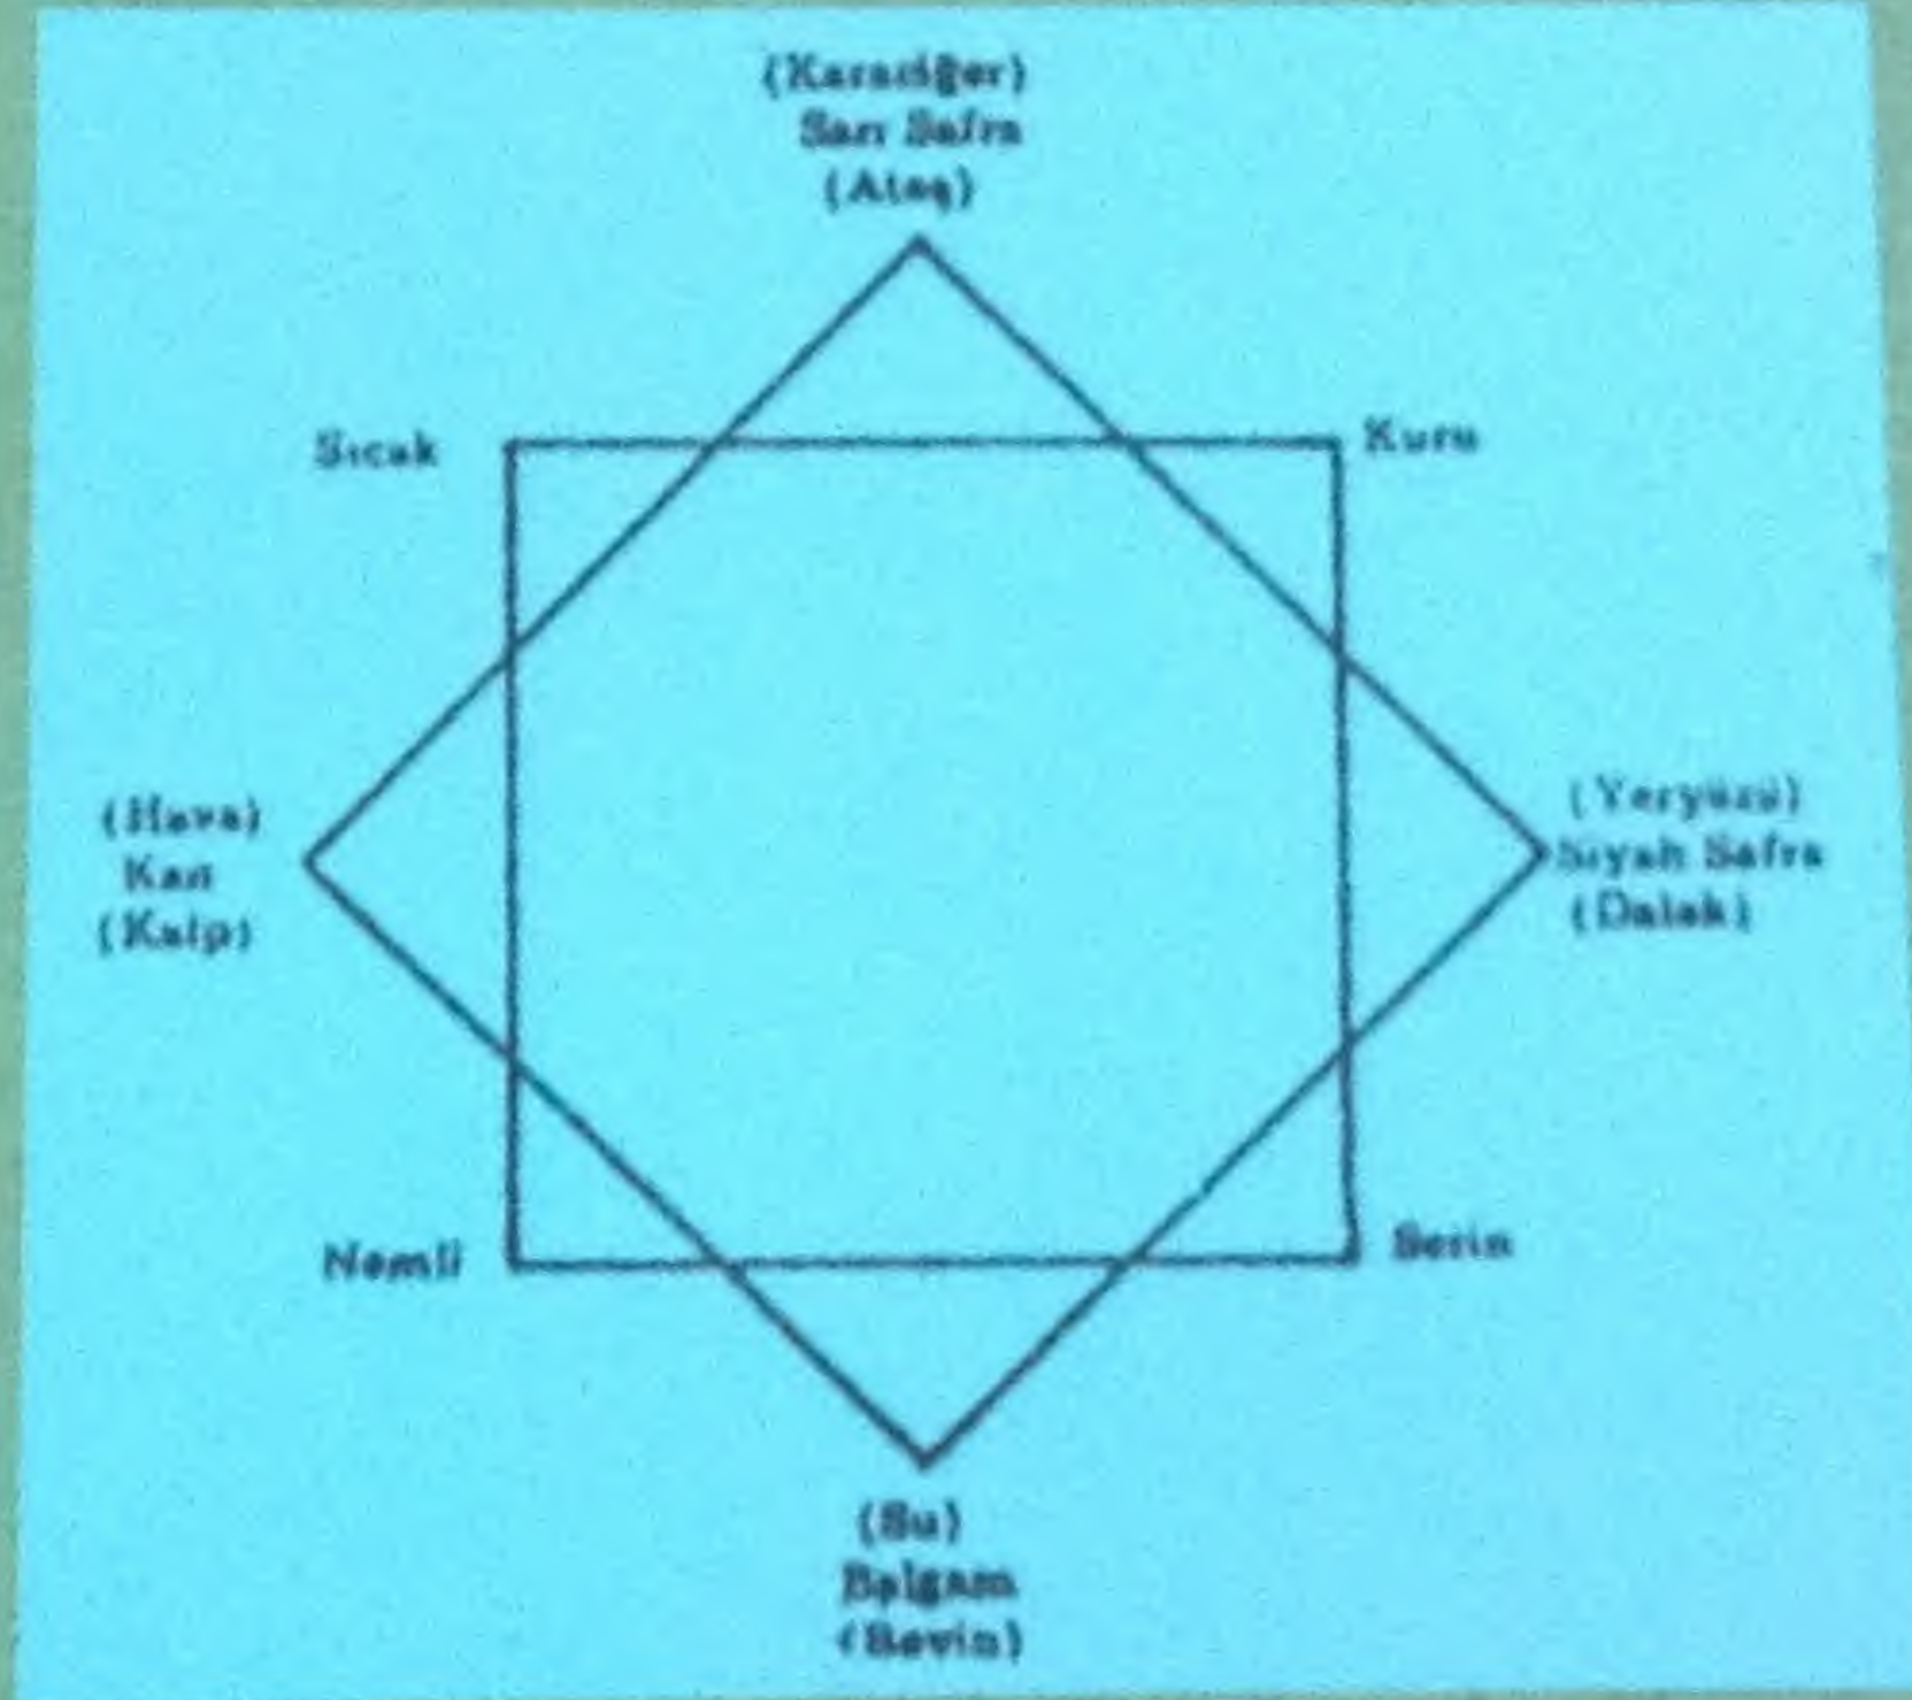 (Karaciğer)
Sarı Safra
(Ateş)
Sıcak
Kuru
(Hava)
Kan
(Kalp)
(Yeryüzü)
Siyah Safra
(Dalak)
Nemli
Serin
(Su)
Balgam
(Beyin)